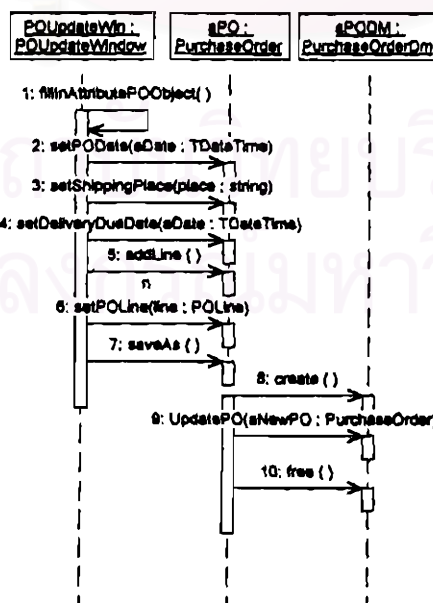 POUpdateWin :
POUpdateWindow
aPO :
PurchaseOrder
aPODM :
PurchaseOrderDm
1: fillInAttributePOObject( )
2: setPODate(aDate : TDateTime)
3: setShippingPlace(place : string)
4: setDeliveryDueDate(aDate : TDateTime)
5: addLine ( )
n
6: setPOLine(line : POLine)
7: saveAs ( )
8: create ( )
9: UpdatePO(aNewPO : PurchaseOrder)
10: free ( )